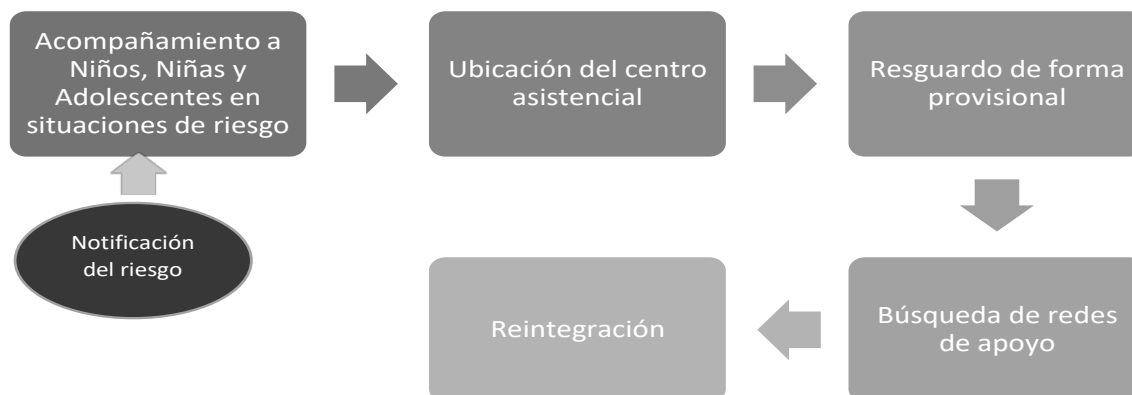 Acompañamiento a
Niños, Niñas y
Adolescentes en
situaciones de riesgo
Ubicación del centro
asistencial
Resguardo de forma
provisional
Notificación
del riesgo
Reintegración
Búsqueda de redes
de apoyo